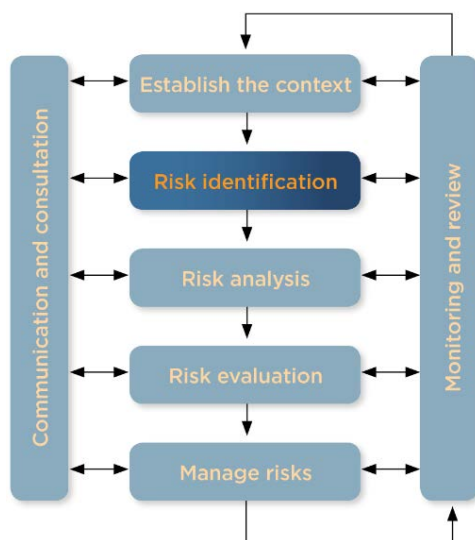 Communication and consultation
Establish the context
Risk identification
Risk analysis
Risk evaluation
Manage risks
Monitoring and review